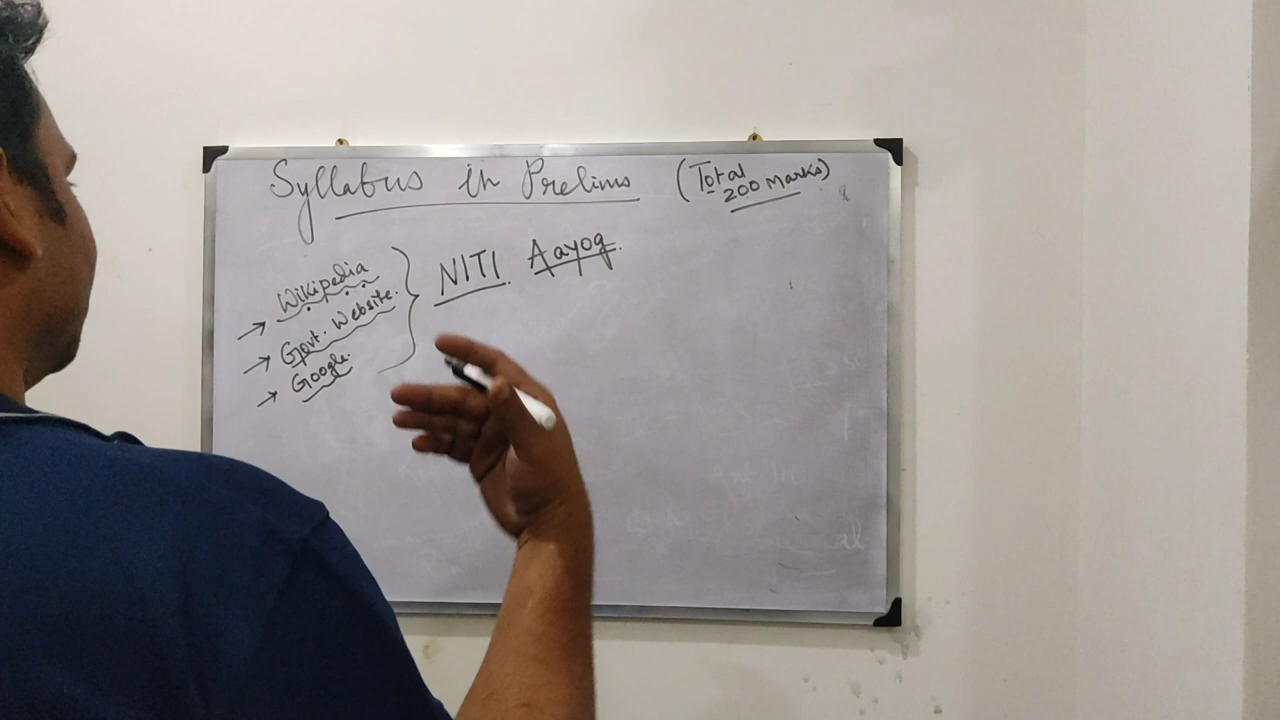 Syllabus in Prelims (Total 200 Marks)
NITI Aayog.
→ Wikipedia
→ Govt. Website.
→ Google.